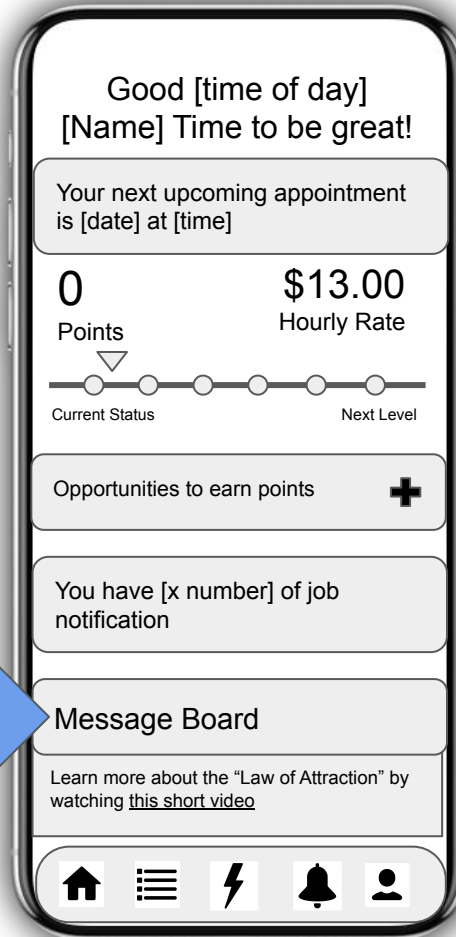 Good [time of day]
[Name] Time to be great!
Your next upcoming appointment
is [date] at [time]
0
Points
$13.00
Hourly Rate
Current Status
Next Level
Opportunities to earn points
You have [x number] of job
notification
Message Board
Learn more about the “Law of Attraction” by
watching this short video